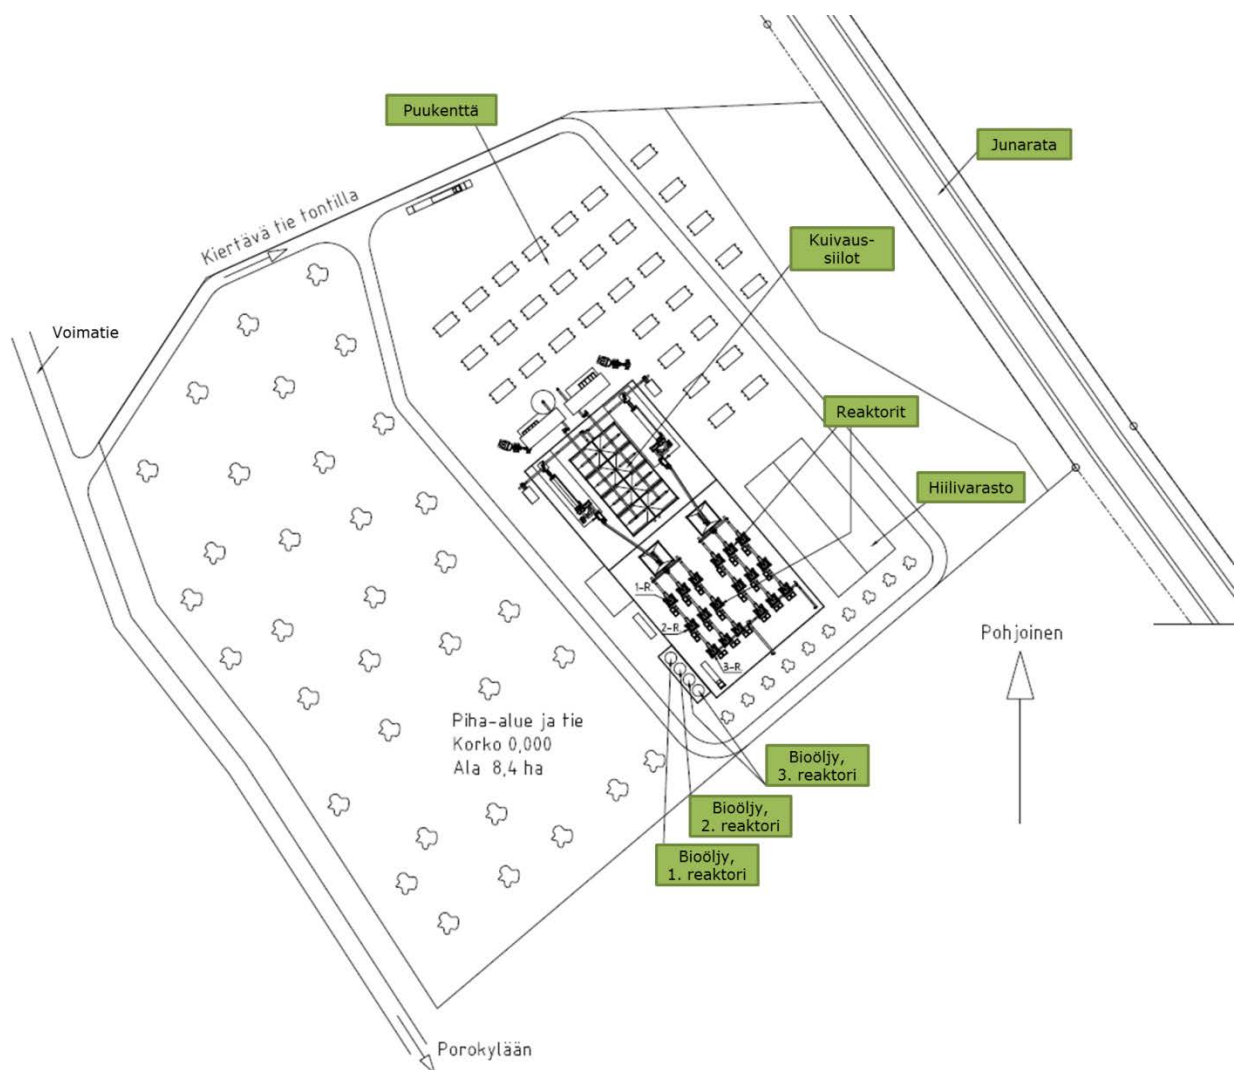 Puukenttä
Junarata
Kiertävä tie tontilla
Kuivaus-
siilot
Voimatie
Reaktorit
Hiilivarasto
1-R.
2-R.
3-R.
Pohjoinen
Piha-alue ja tie
Korko 0,000
Ala 8,4 ha
Bioöljy,
3. reaktori
Bioöljy,
2. reaktori
Bioöljy,
1. reaktori
Porokylään